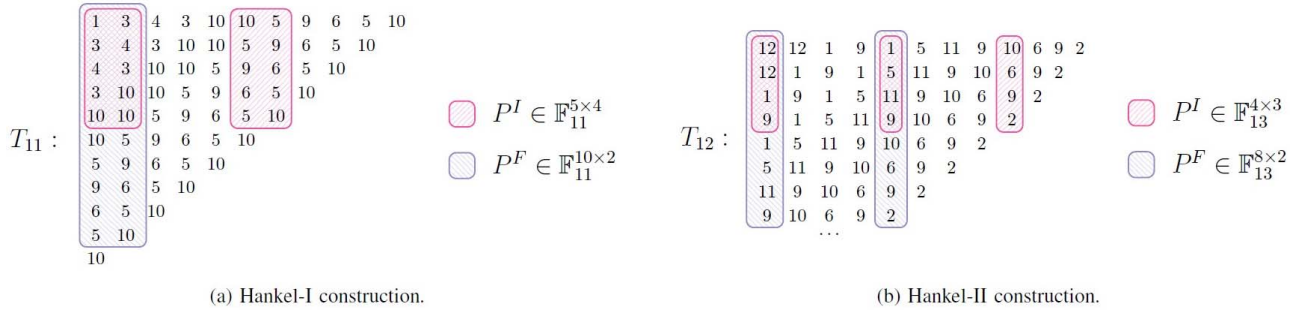 1 3 4 3 10 10 5 9 6 5 10
3 4 3 10 10 5 9 6 5 10
4 3 10 10 5 9 6 5 10
3 10 10 5 9 6 5 10
10 10 5 9 6 5 10
T₁₁ :
10 5 9 6 5 10
5 9 6 5 10
9 6 5 10
6 5 10
5 10
10
P^I ∈ 𝔽₁₁^{5×4}
P^F ∈ 𝔽₁₁^{10×2}
(a) Hankel-I construction.
12 12 1 9 1 5 11 9 10 6 9 2
12 1 9 1 5 11 9 10 6 9 2
1 9 1 5 11 9 10 6 9 2
9 1 5 11 9 10 6 9 2
T₁₂ :
1 5 11 9 10 6 9 2
5 11 9 10 6 9 2
11 9 10 6 9 2
9 10 6 9 2
...
P^I ∈ 𝔽₁₃^{4×3}
P^F ∈ 𝔽₁₃^{8×2}
(b) Hankel-II construction.